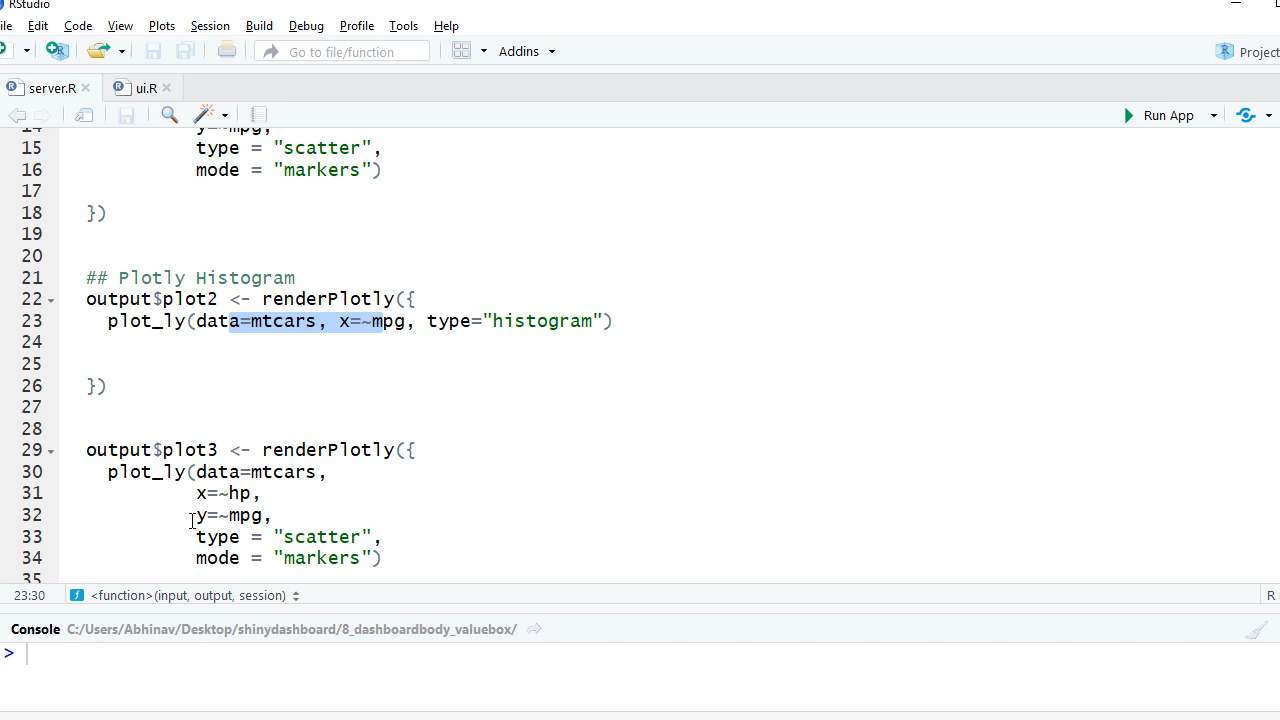 RStudio
ile Edit Code View Plots Session Build Debug Profile Tools Help
Go to file/function Addins Project
server.R ui.R
Run App
14 y=~mpg,
15 type = "scatter",
16 mode = "markers")
17
18 })
19
20
21 ## Plotly Histogram
22 output$plot2 <- renderPlotly({
23 plot_ly(data=mtcars, x=~mpg, type="histogram")
24
25
26 })
27
28
29 output$plot3 <- renderPlotly({
30 plot_ly(data=mtcars,
31 x=~hp,
32 y=~mpg,
33 type = "scatter",
34 mode = "markers")
35
23:30 <function>(input, output, session) R
Console C:/Users/Abhinav/Desktop/shinydashboard/8_dashboardbody_valuebox/
>